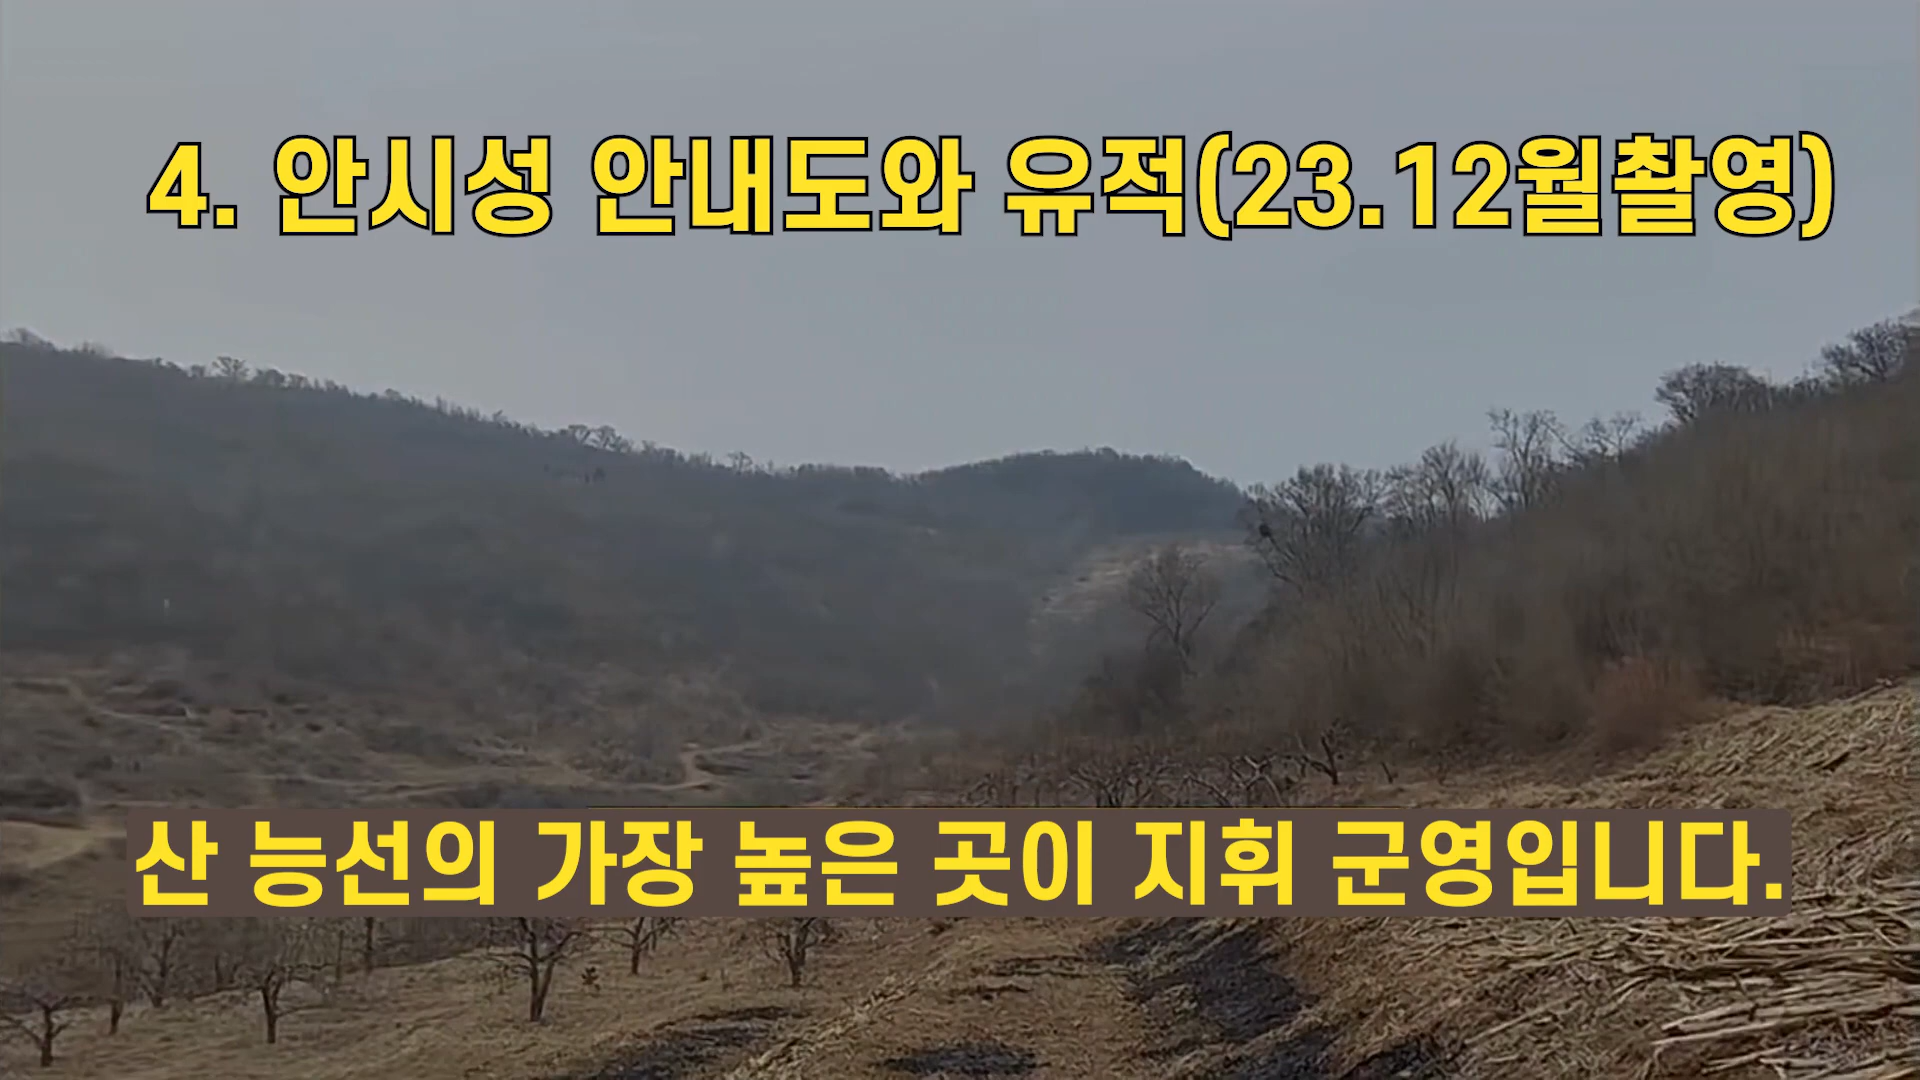 4. 안시성 안내도와 유적(23.12월촬영)
산 능선의 가장 높은 곳이 지휘 군영입니다.